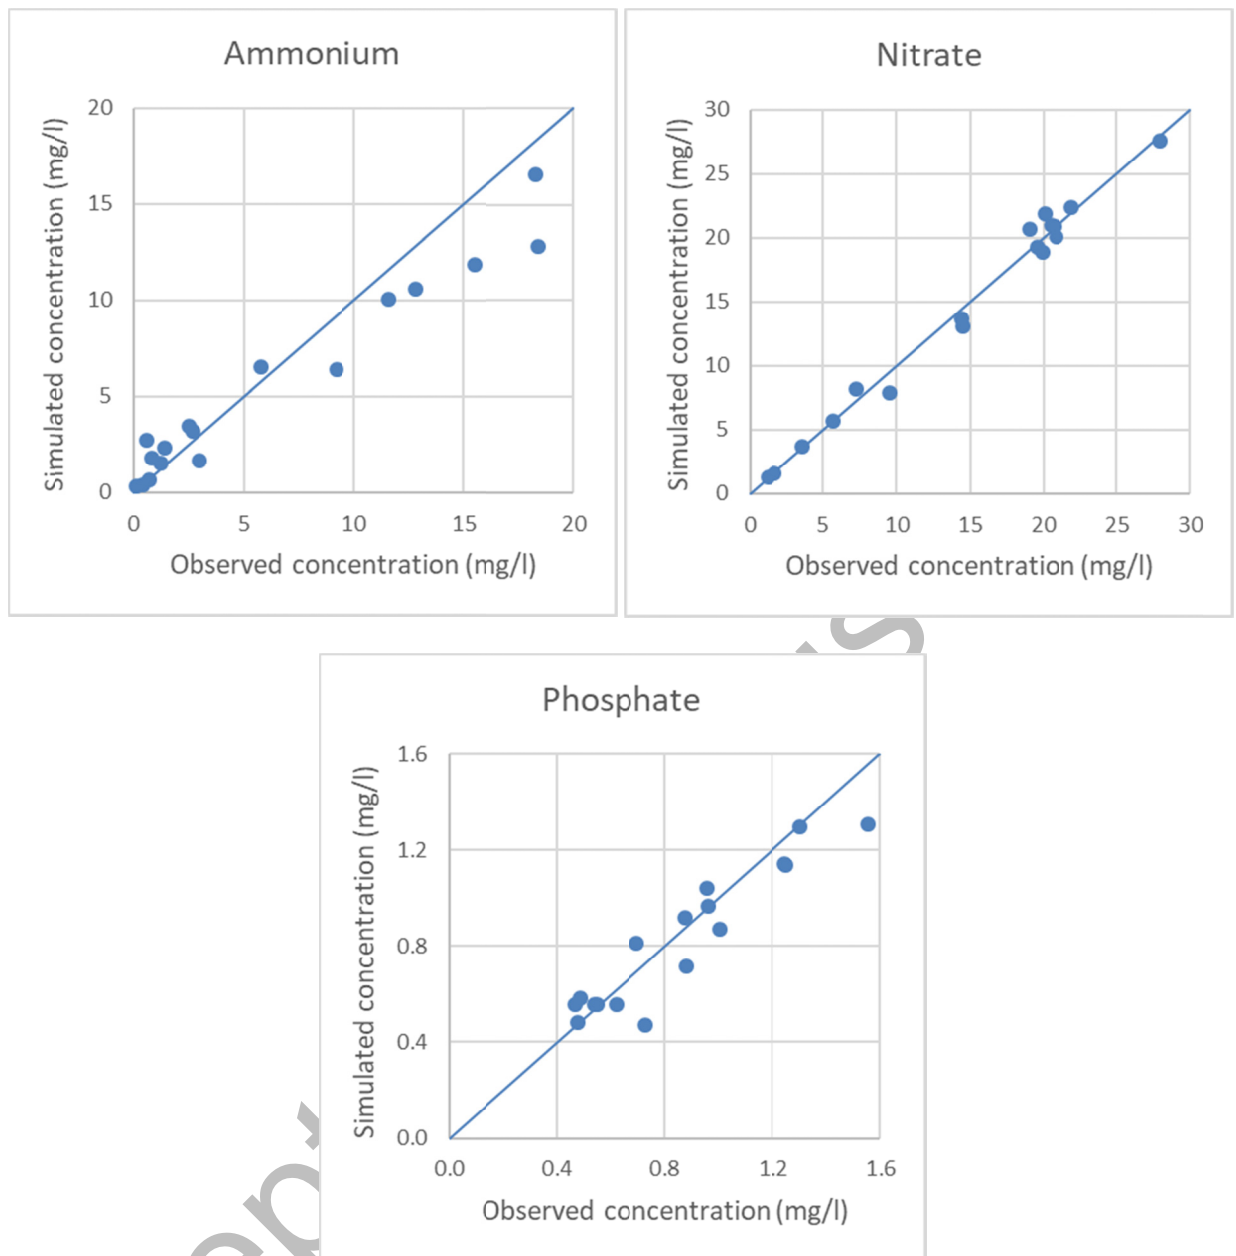 Ammonium
Simulated concentration (mg/l)
20
15
10
5
0
0 5 10 15 20
Observed concentration (mg/l)
Nitrate
Simulated concentration (mg/l)
30
25
20
15
10
5
0
0 5 10 15 20 25 30
Observed concentration (mg/l)
Phosphate
Simulated concentration (mg/l)
1.6
1.2
0.8
0.4
0.0
0.0 0.4 0.8 1.2 1.6
Observed concentration (mg/l)